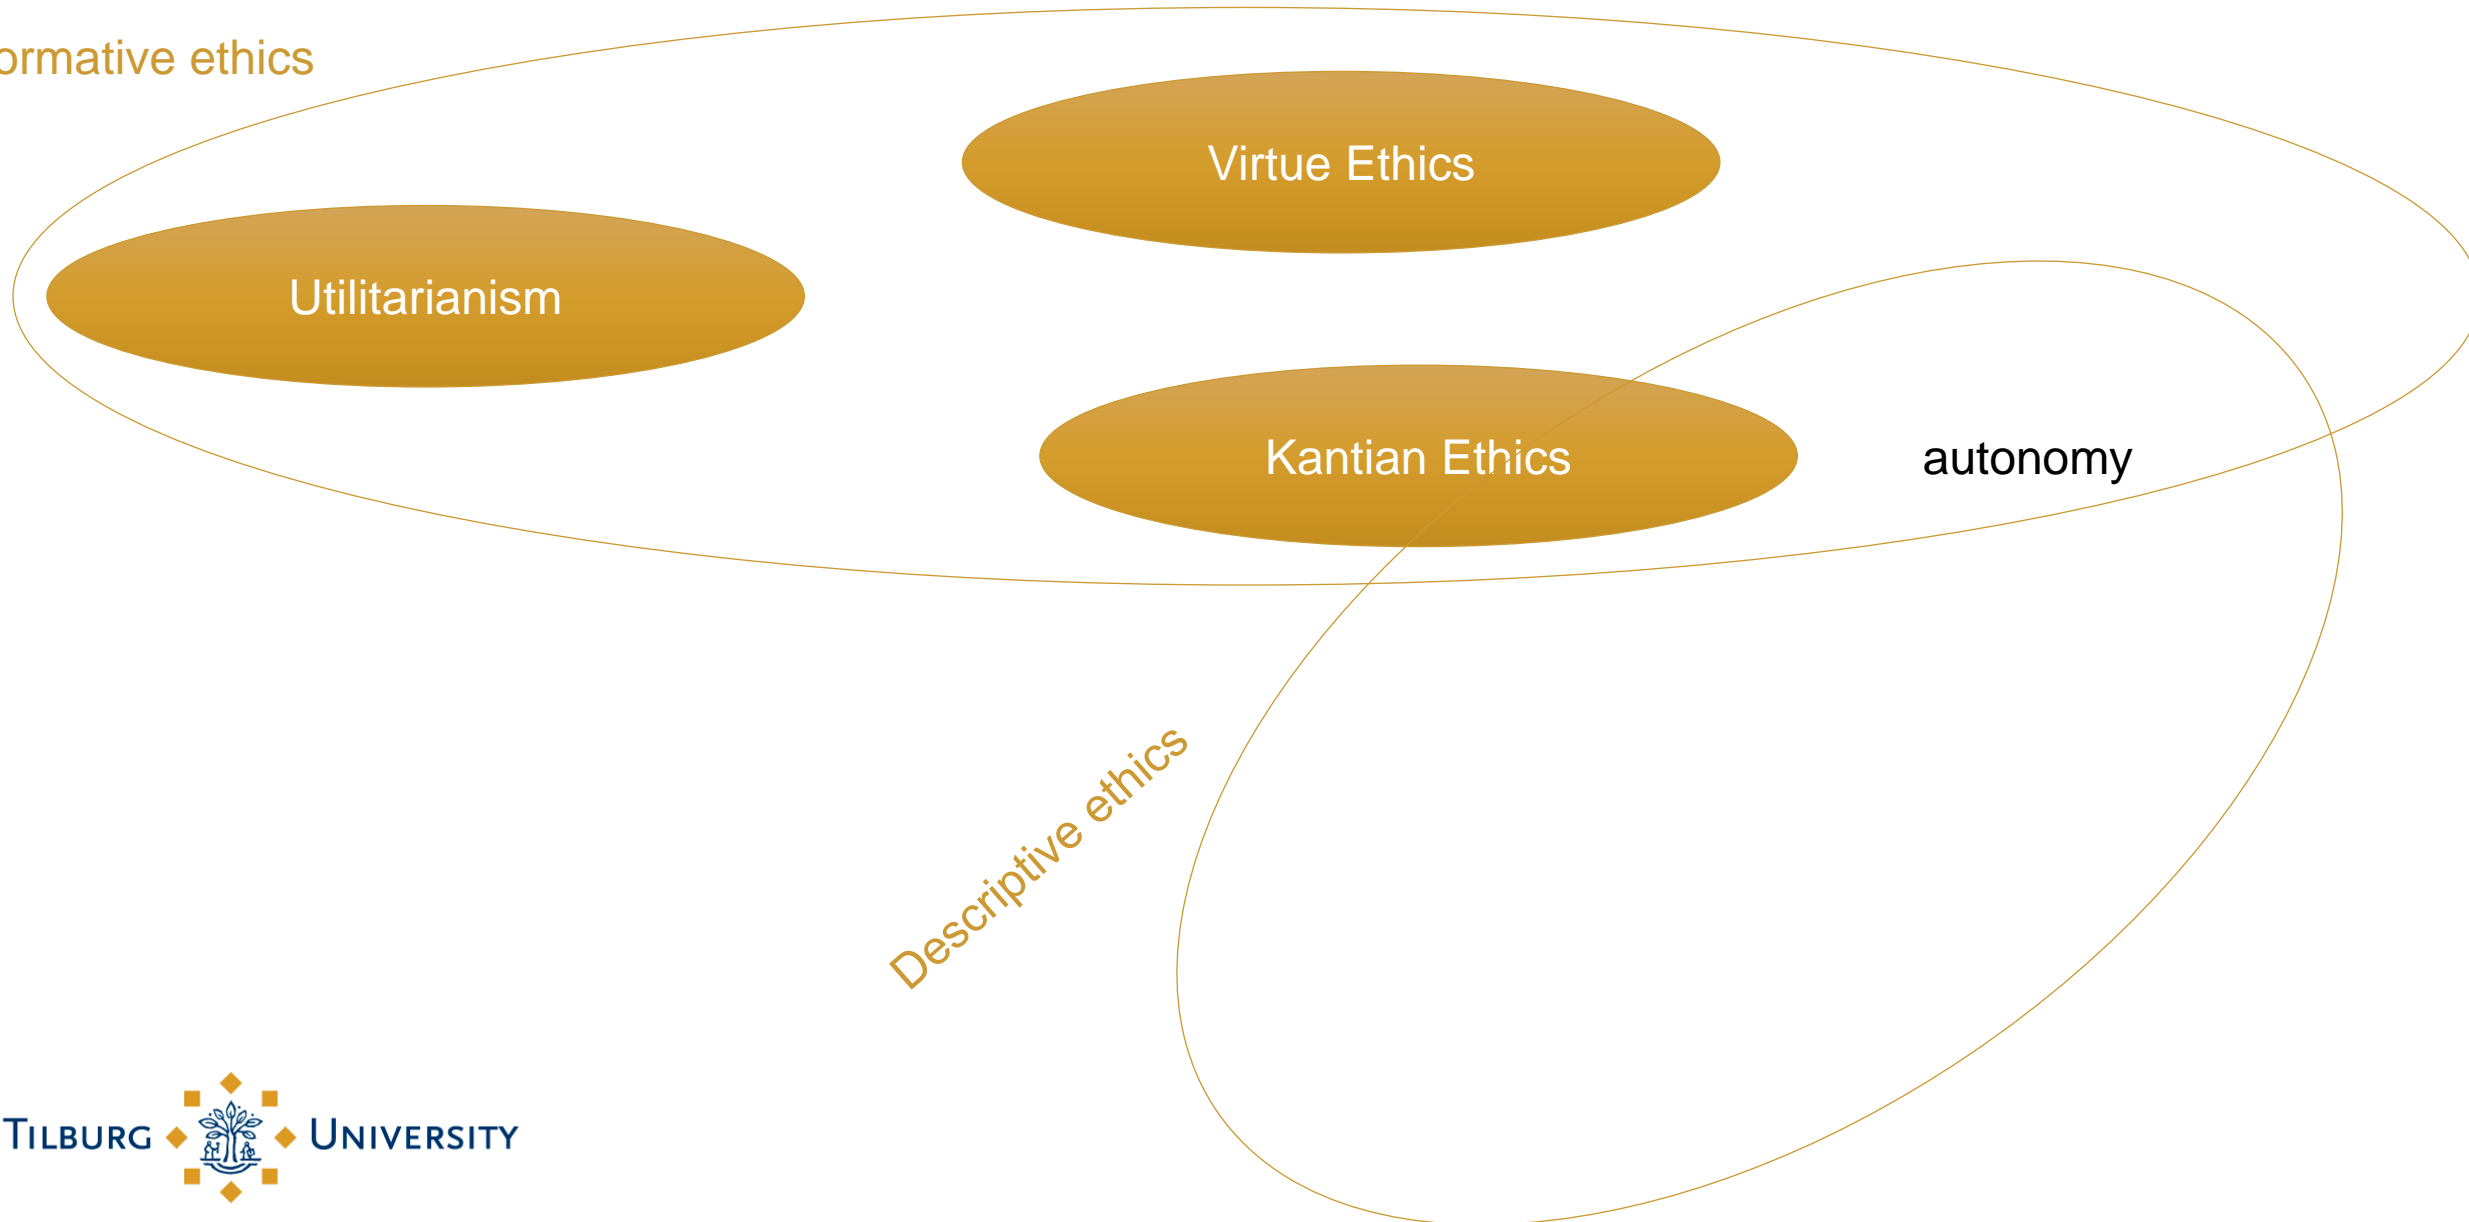 ormative ethics
Virtue Ethics
Utilitarianism
Kantian Ethics
autonomy
Descriptive ethics
TILBURG UNIVERSITY